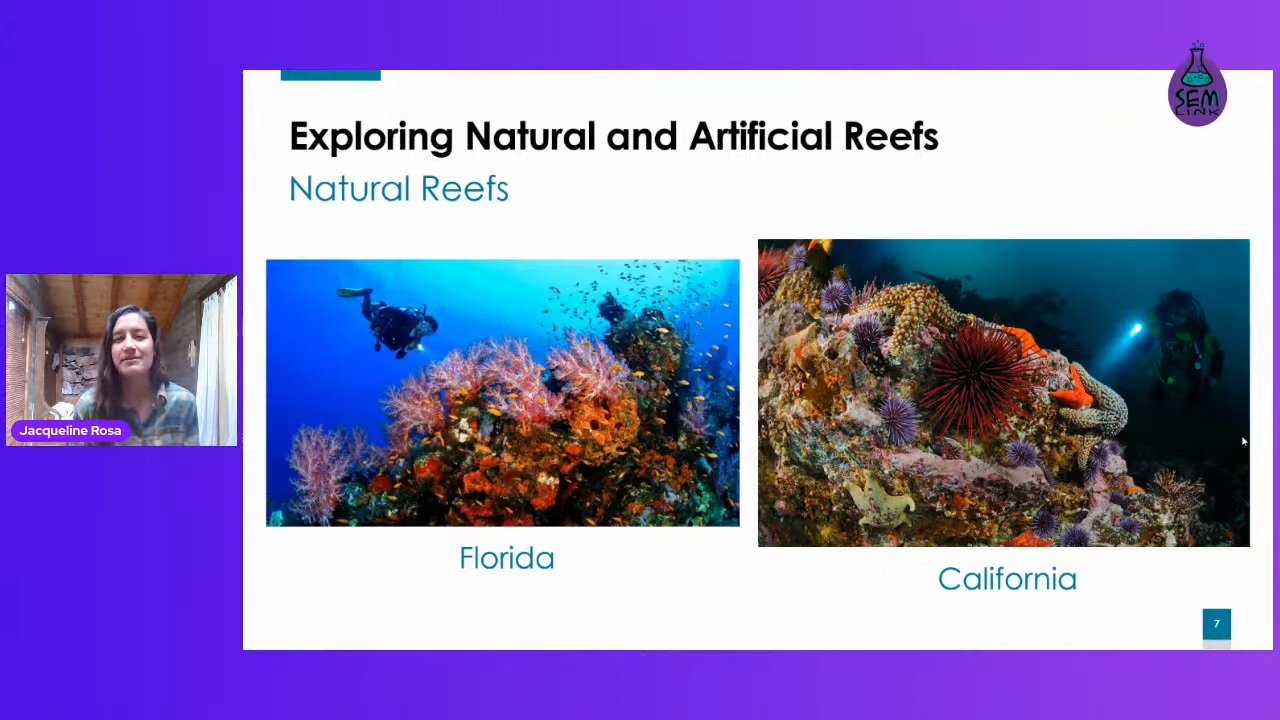 SEM
LINK
Exploring Natural and Artificial Reefs
Natural Reefs
Jacqueline Rosa
Florida
California
7